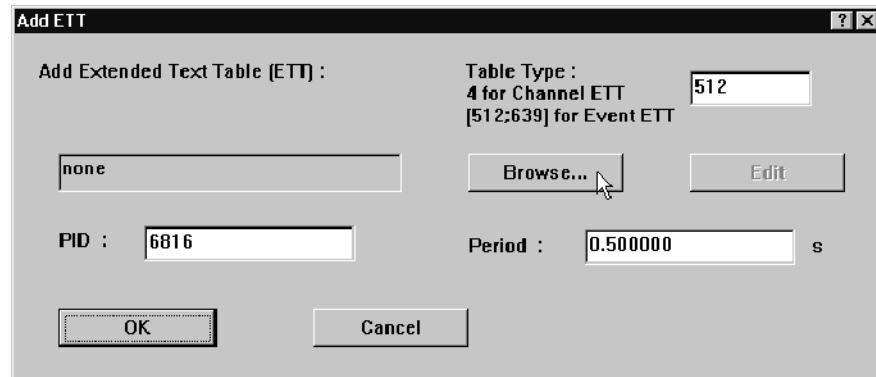 Add ETT
Add Extended Text Table (ETT) :
Table Type :
4 for Channel ETT
[512;639] for Event ETT
512
none
Browse...
Edit
PID :
6816
Period :
0.500000
s
OK
Cancel